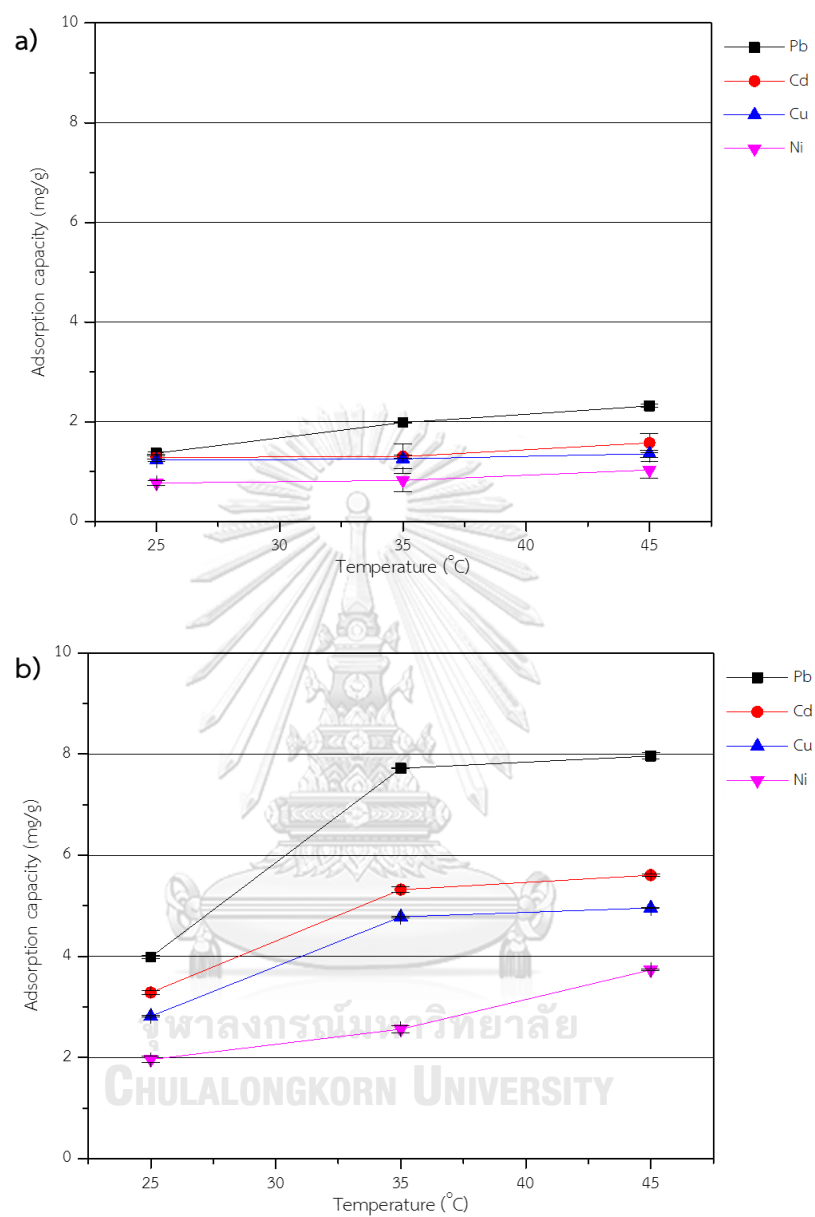 a)
10
8
6
4
2
0
Adsorption capacity (mg/g)
25 30 35 40 45
Temperature (°C)
Pb
Cd
Cu
Ni
b)
10
8
6
4
2
0
Adsorption capacity (mg/g)
25 30 35 40 45
Temperature (°C)
Pb
Cd
Cu
Ni
จุฬาลงกรณ์มหาวิทยาลัย
CHULALONGKORN UNIVERSITY